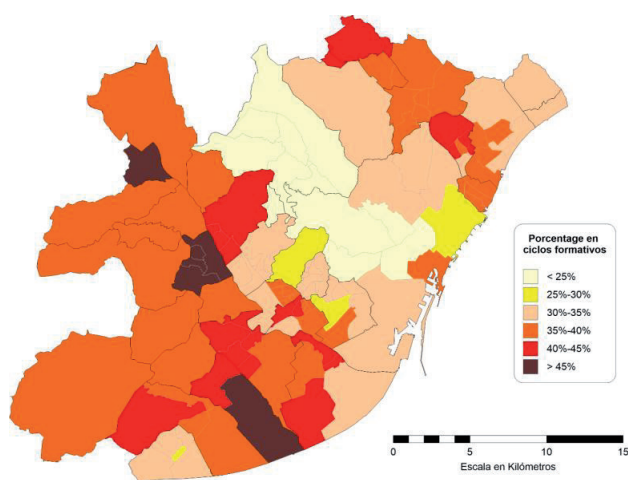 Porcentage en
ciclos formativos
< 25%
25%-30%
30%-35%
35%-40%
40%-45%
> 45%
0 5 10 15
Escala en Kilómetros